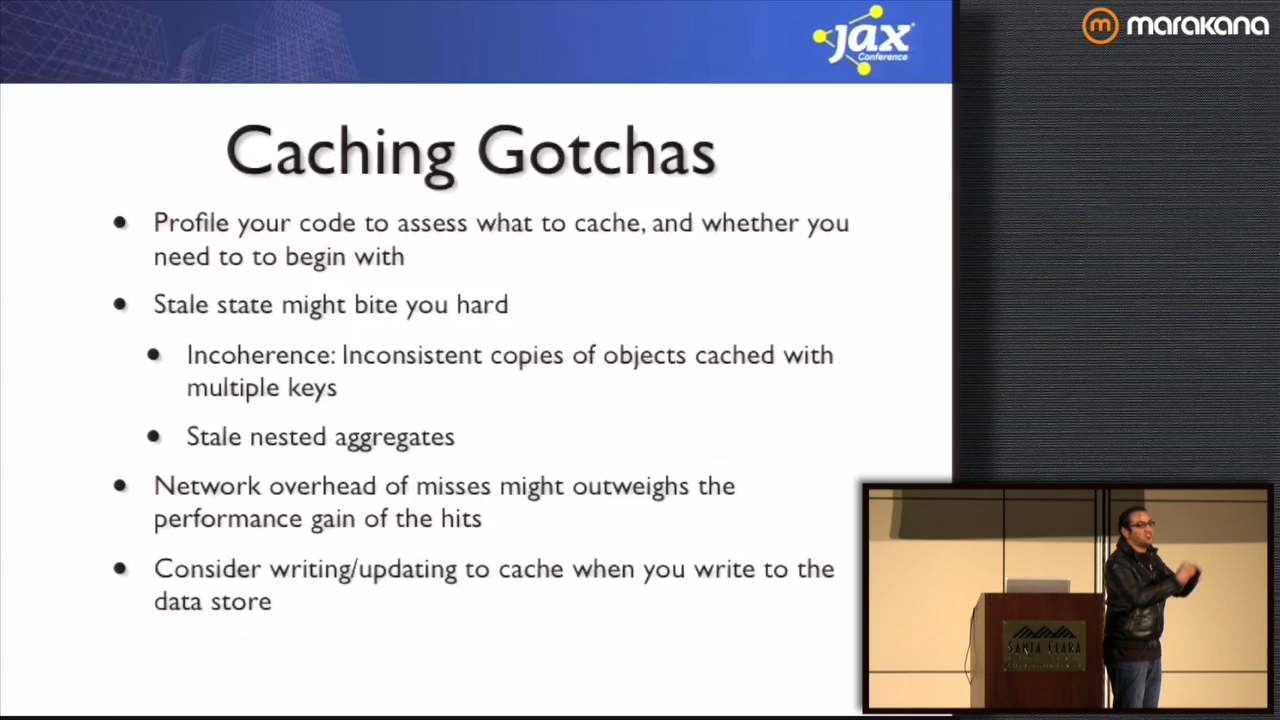 jax
Conference
marakana
Caching Gotchas
• Profile your code to assess what to cache, and whether you
need to to begin with
• Stale state might bite you hard
• Incoherence: Inconsistent copies of objects cached with
multiple keys
• Stale nested aggregates
• Network overhead of misses might outweighs the
performance gain of the hits
• Consider writing/updating to cache when you write to the
data store
SANTA CLARA